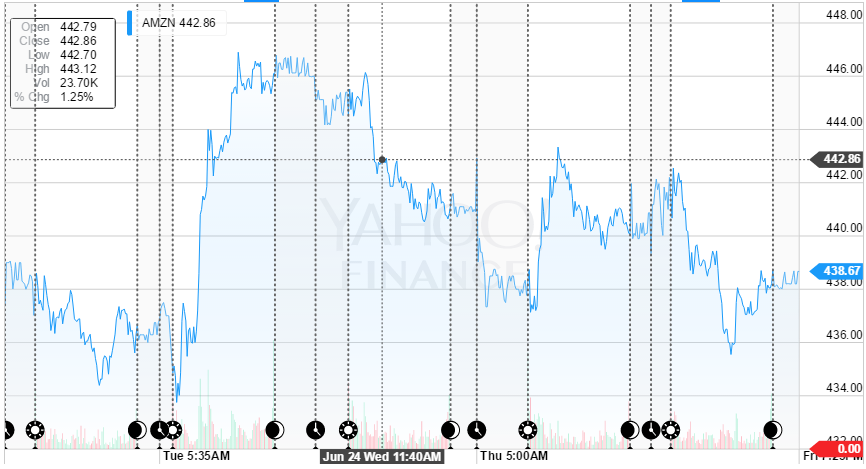 Open 442.79
Close 442.86
Low 442.70
High 443.12
Vol 23.70K
% Chg 1.25%
AMZN 442.86
448.00
446.00
444.00
442.86
442.00
440.00
438.67
438.00
436.00
434.00
0.00
YAHOO!
FINANCE
Tue 5:35AM
Jun 24 Wed 11:40AM
Thu 5:00AM